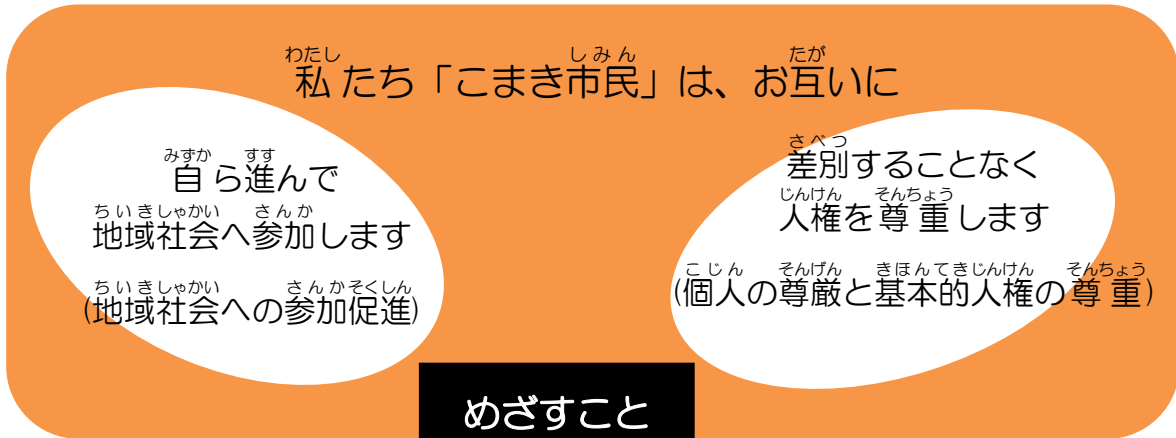 私たち「こまき市民」は、お互いに
自ら進んで
地域社会へ参加します
(地域社会への参加促進)
差別することなく
人権を尊重します
(個人の尊厳と基本的人権の尊重)
めざすこと